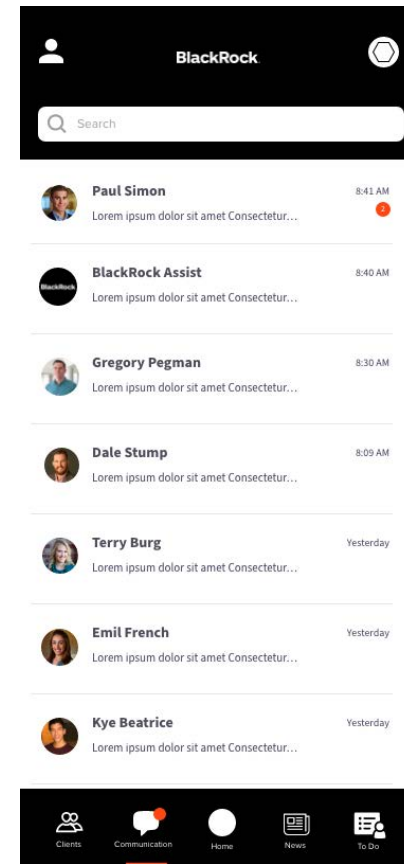 BlackRock.
Search
Paul Simon 8:41 AM
Lorem ipsum dolor sit amet Consectetur… 2
BlackRock Assist 8:40 AM
BlackRock
Lorem ipsum dolor sit amet Consectetur…
Gregory Pegman 8:30 AM
Lorem ipsum dolor sit amet Consectetur…
Dale Stump 8:09 AM
Lorem ipsum dolor sit amet Consectetur…
Terry Burg Yesterday
Lorem ipsum dolor sit amet Consectetur…
Emil French Yesterday
Lorem ipsum dolor sit amet Consectetur…
Kye Beatrice Yesterday
Lorem ipsum dolor sit amet Consectetur…
Clients Communication Home News To Do